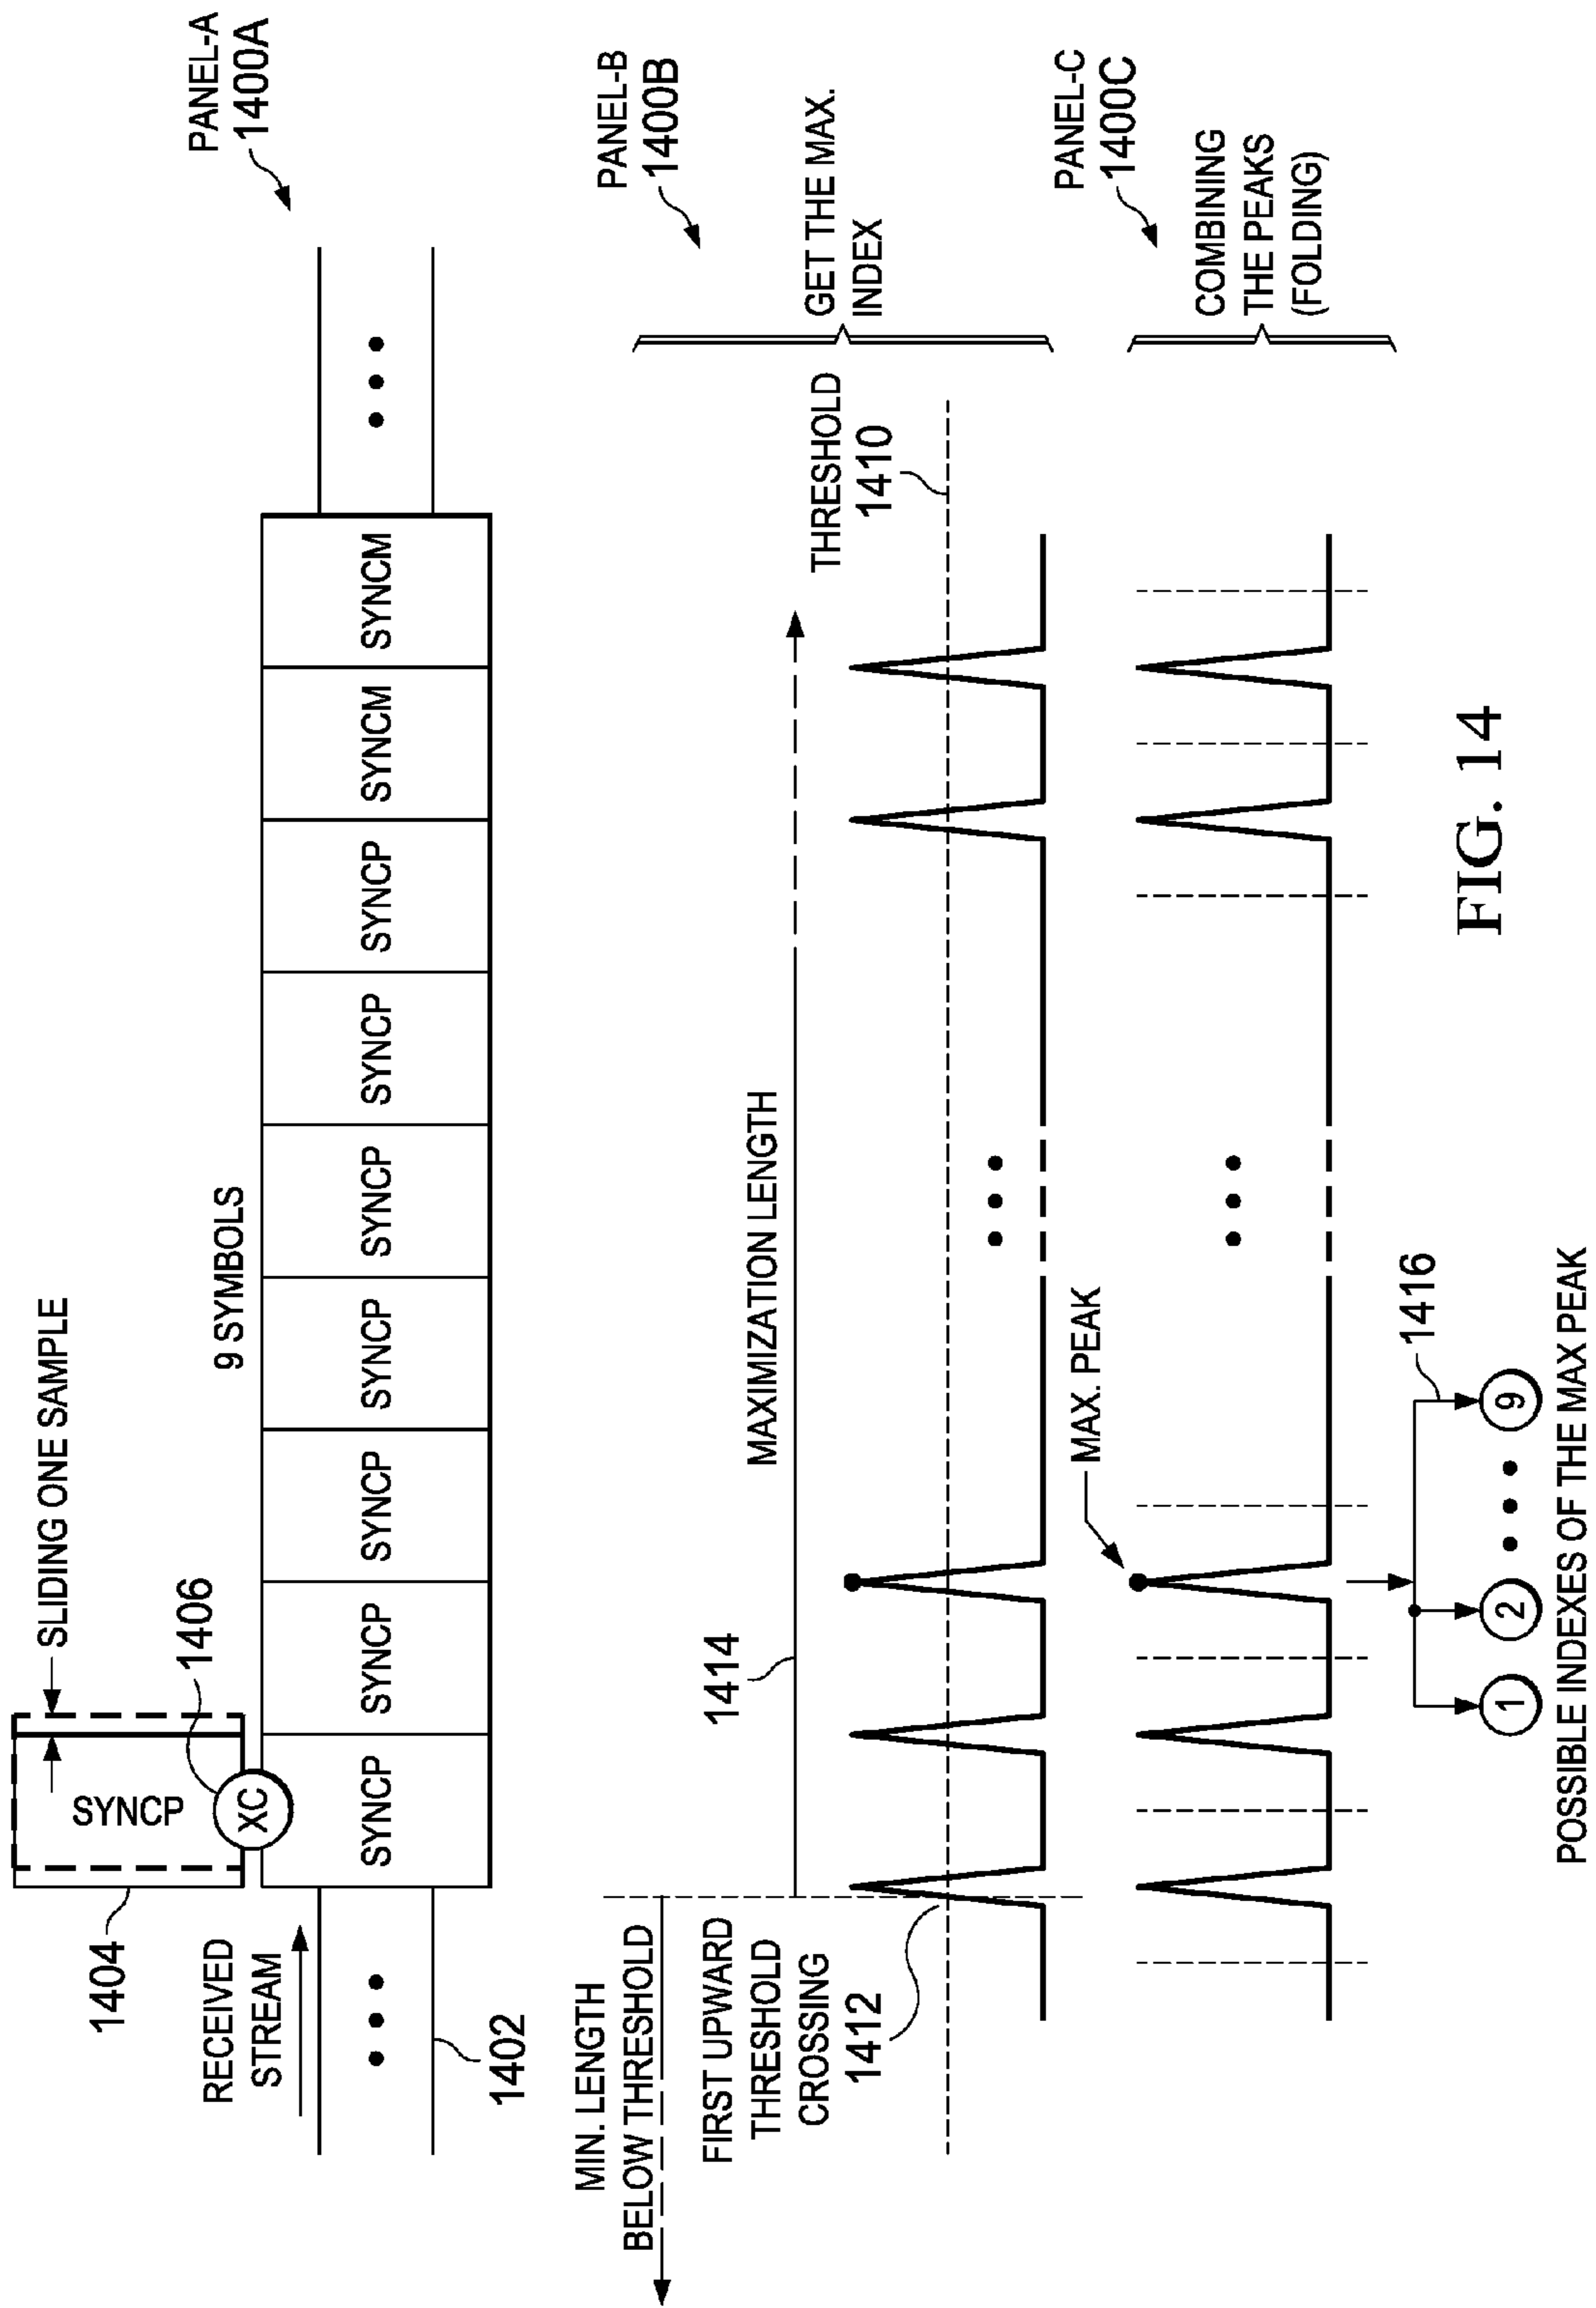 PANEL-A
1400A
SLIDING ONE SAMPLE
1404
SYNCP
1406
XC
9 SYMBOLS
RECEIVED
STREAM
SYNCP
SYNCP
SYNCP
SYNCP
SYNCP
SYNCP
SYNCP
SYNCM
SYNCM
1402
PANEL-B
1400B
MIN. LENGTH
BELOW THRESHOLD
FIRST UPWARD
THRESHOLD
CROSSING
1412
1414
MAXIMIZATION LENGTH
THRESHOLD
1410
GET THE MAX.
INDEX
PANEL-C
1400C
MAX. PEAK
COMBINING
THE PEAKS
(FOLDING)
1416
1
2
9
POSSIBLE INDEXES OF THE MAX PEAK
FIG. 14